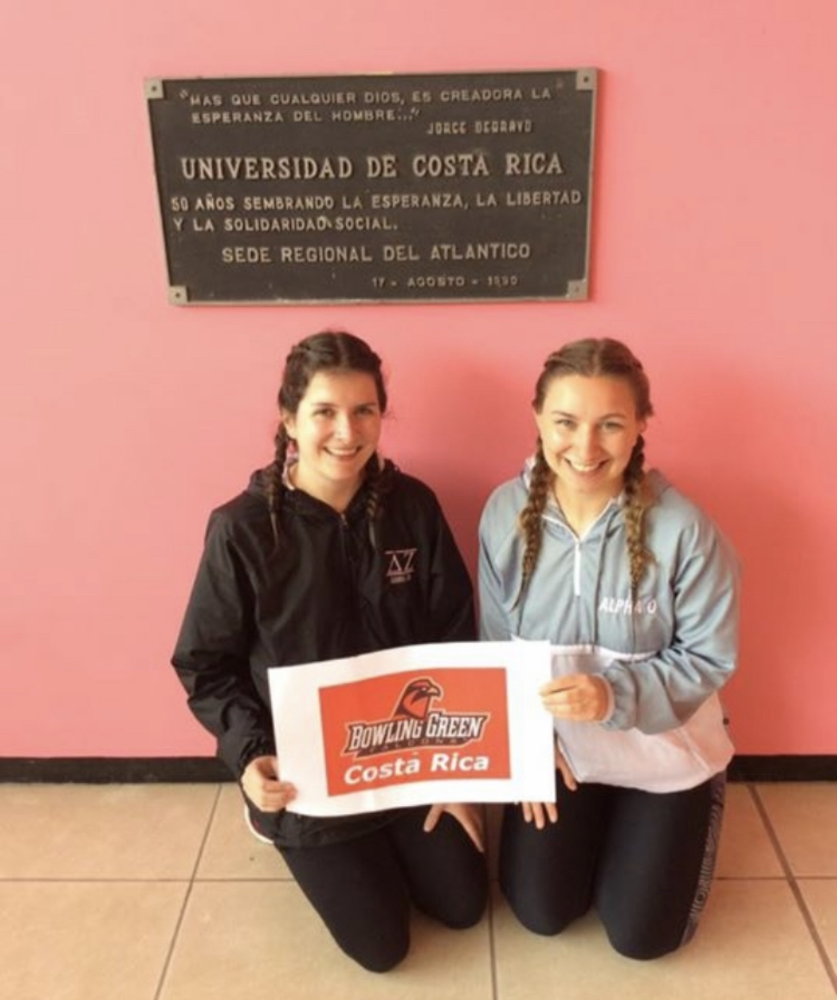 "MAS QUE CUALQUIER DIOS, ES CREADORA LA
ESPERANZA DEL HOMBRE..."
JORGE DEBRAVO
UNIVERSIDAD DE COSTA RICA
50 AÑOS SEMBRANDO LA ESPERANZA, LA LIBERTAD
Y LA SOLIDARIDAD SOCIAL.
SEDE REGIONAL DEL ATLANTICO
17 - AGOSTO - 1990
ΔZ
ALPHA O
BOWLING GREEN
FALCONS
Costa Rica